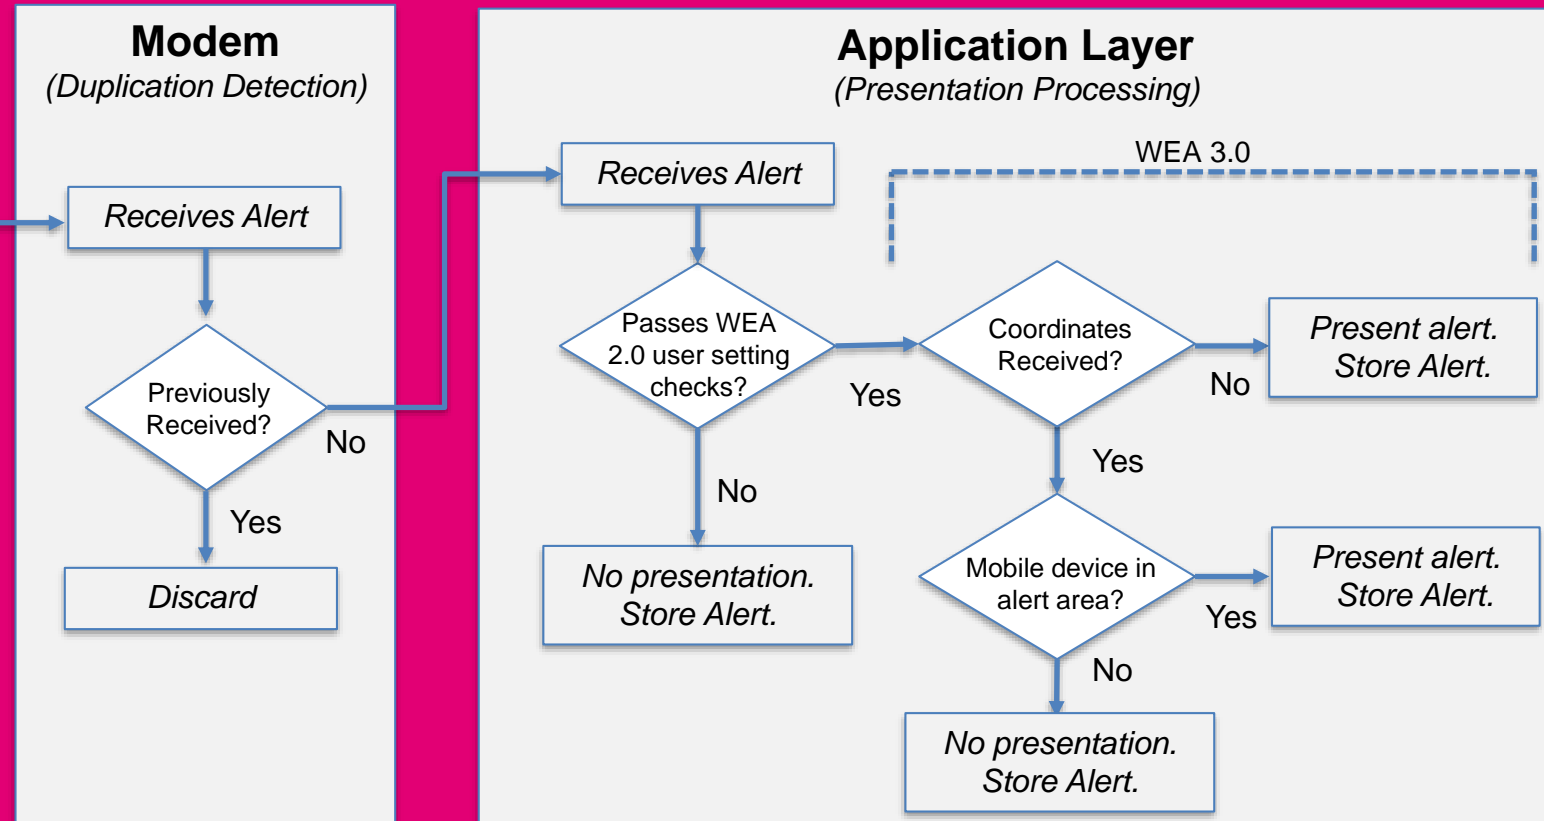 Modem
(Duplication Detection)
Receives Alert
Previously
Received?
No
Yes
Discard
Application Layer
(Presentation Processing)
Receives Alert
WEA 3.0
Passes WEA
2.0 user setting
checks?
Yes
No
No presentation.
Store Alert.
Coordinates
Received?
No
Present alert.
Store Alert.
Yes
Mobile device in
alert area?
Yes
Present alert.
Store Alert.
No
No presentation.
Store Alert.